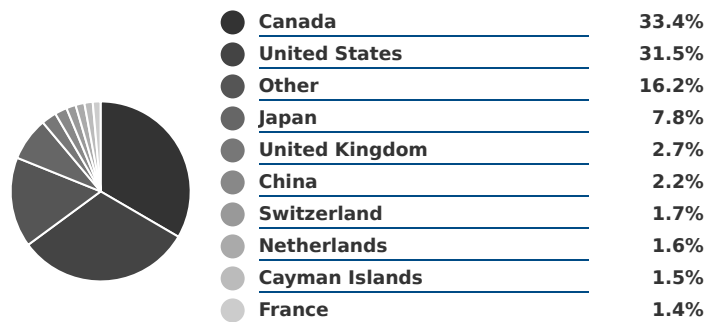 Canada 33.4%
United States 31.5%
Other 16.2%
Japan 7.8%
United Kingdom 2.7%
China 2.2%
Switzerland 1.7%
Netherlands 1.6%
Cayman Islands 1.5%
France 1.4%